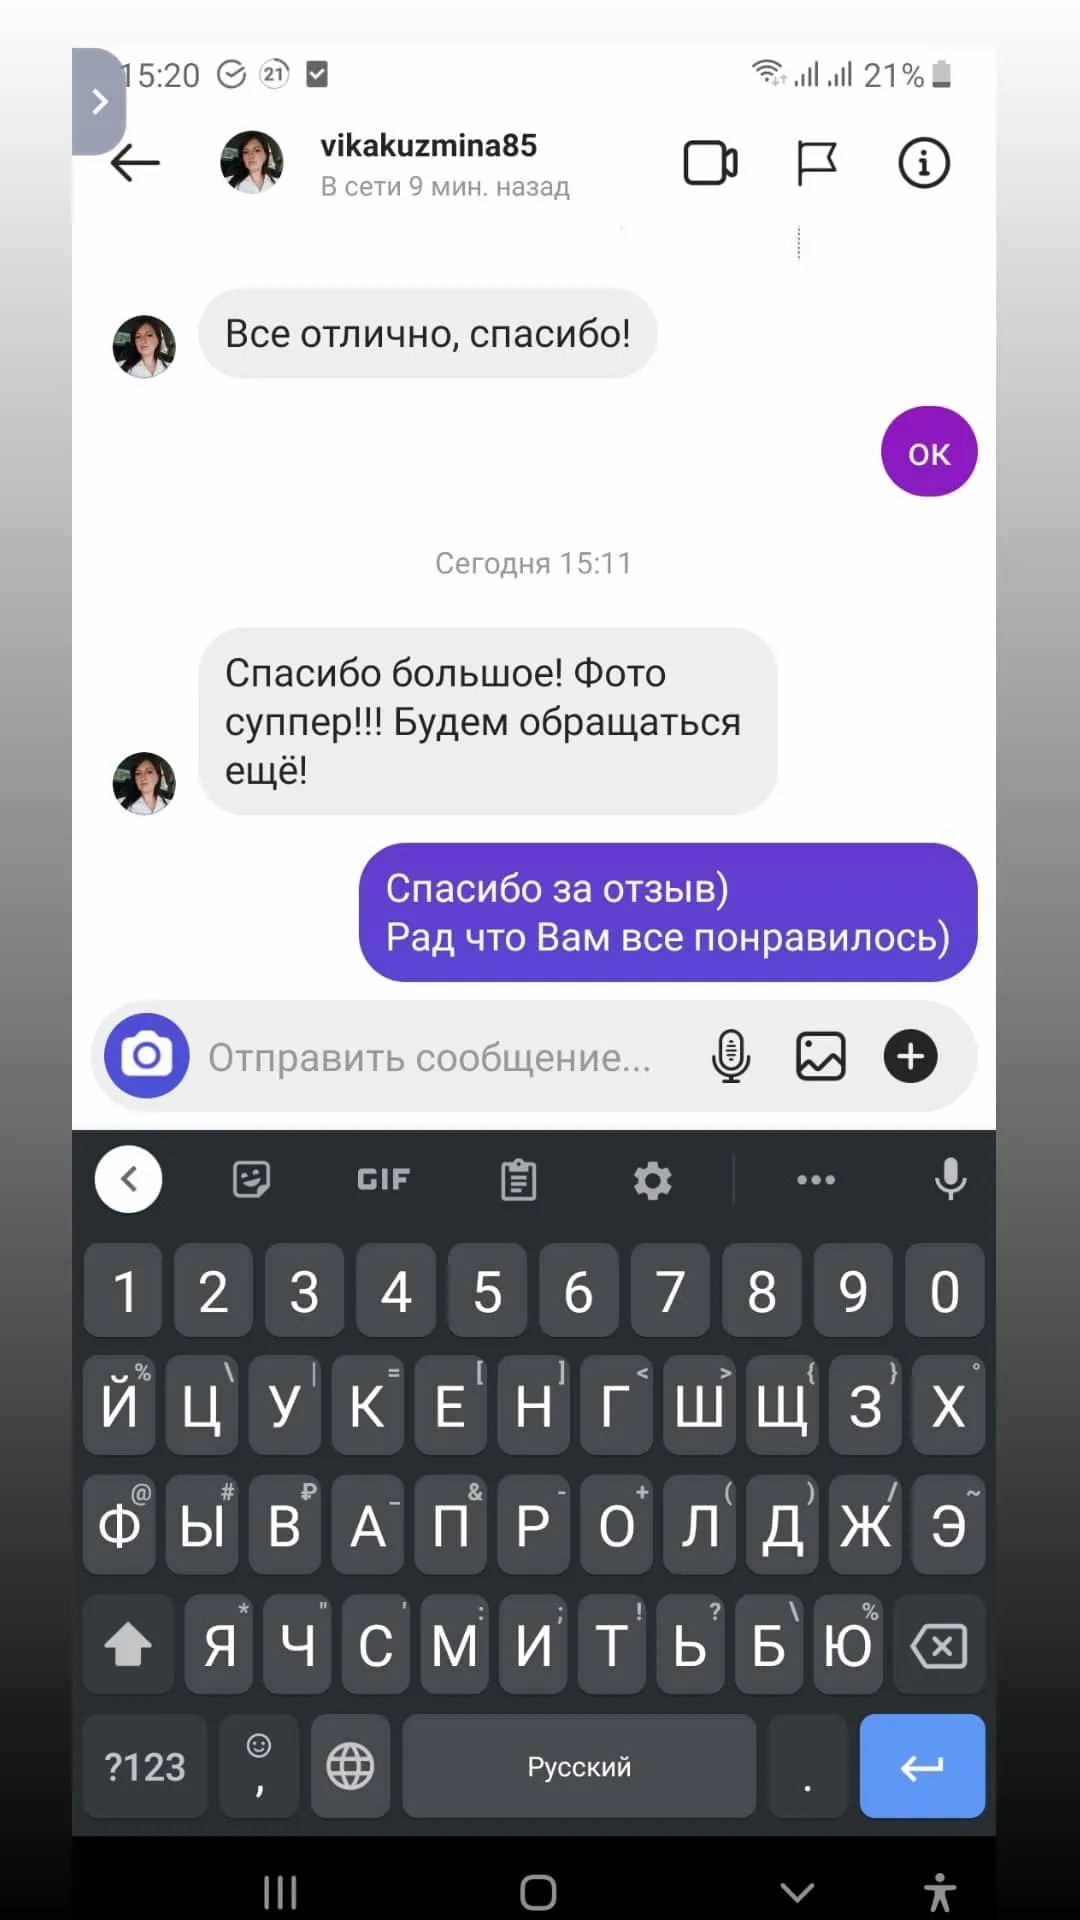 15:20
21
21%
vikakuzmina85
В сети 9 мин. назад
Все отлично, спасибо!
ок
Сегодня 15:11
Спасибо большое! Фото
суппер!!! Будем обращаться
ещё!
Спасибо за отзыв)
Рад что Вам все понравилось)
Отправить сообщение...
GIF
1 2 3 4 5 6 7 8 9 0
% \ | = [ ] < > { } °
Й Ц У К Е Н Г Ш Щ З Х
@ # ₽ _ & - + ( ) / ~
Ф Ы В А П Р О Л Д Ж Э
* " ' : ; ! ? \ %
Я Ч С М И Т Ь Б Ю
?123 , Русский .